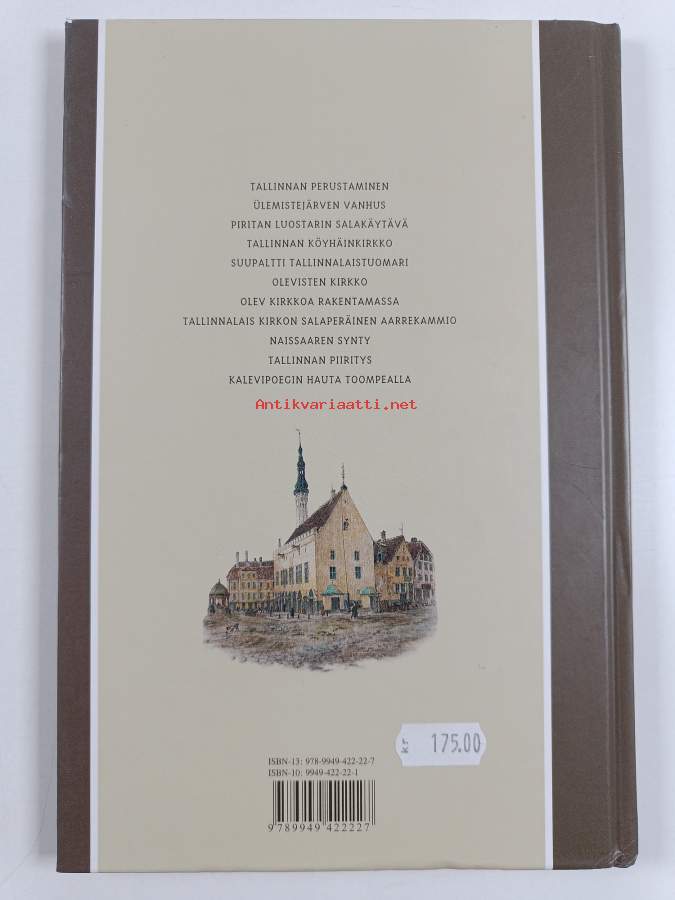 TALLINNAN PERUSTAMINEN
ÜLEMISTEJÄRVEN VANHUS
PIRITAN LUOSTARIN SALAKÄYTÄVÄ
TALLINNAN KÖYHÄINKIRKKO
SUUPALTTI TALLINNALAISTUOMARI
OLEVISTEN KIRKKO
OLEV KIRKKOA RAKENTAMASSA
TALLINNALAIS KIRKON SALAPERÄINEN AARREKAMMIO
NAISSAAREN SYNTY
TALLINNAN PIIRITYS
KALEVIPOEGIN HAUTA TOOMPEALLA
Antikvariaatti.net
kr 175.00
ISBN-13: 978-9949-422-22-7
ISBN-10: 9949-422-22-1
9 789949 422227